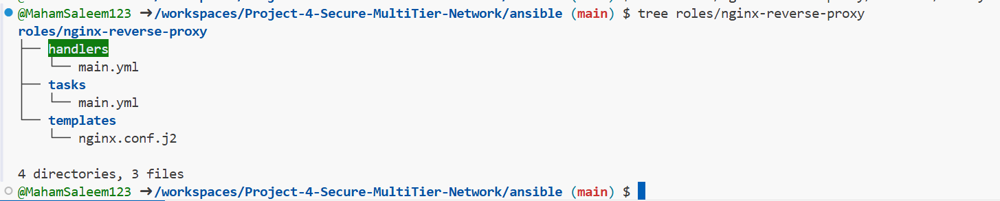 @MahamSaleem123 ➜/workspaces/Project-4-Secure-MultiTier-Network/ansible (main) $ tree roles/nginx-reverse-proxy
roles/nginx-reverse-proxy
├── handlers
│   └── main.yml
├── tasks
│   └── main.yml
└── templates
    └── nginx.conf.j2
4 directories, 3 files
@MahamSaleem123 ➜/workspaces/Project-4-Secure-MultiTier-Network/ansible (main) $